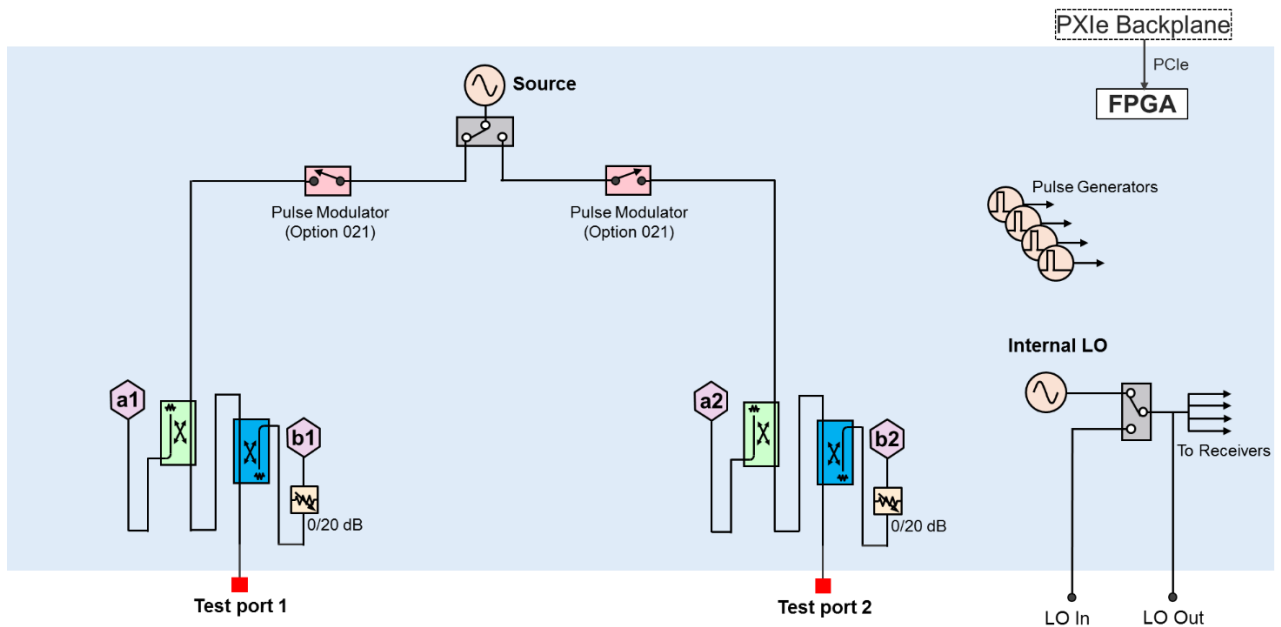 PXIe Backplane
PCIe
FPGA
Source
Pulse Modulator
(Option 021)
Pulse Modulator
(Option 021)
Pulse Generators
Internal LO
To Receivers
a1
b1
0/20 dB
a2
b2
0/20 dB
Test port 1
Test port 2
LO In
LO Out